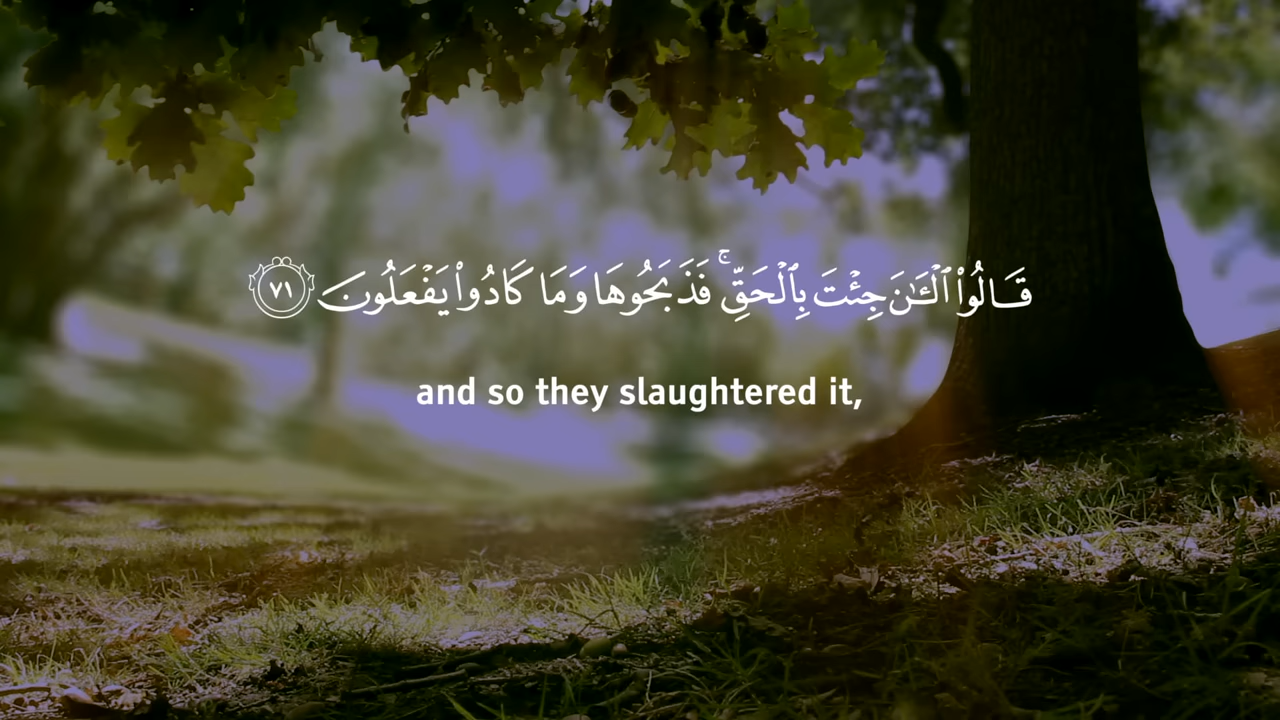 قَالُوا۟ ٱلْـَٔـٰنَ جِئْتَ بِٱلْحَقِّ ۚ فَذَبَحُوهَا وَمَا كَادُوا۟ يَفْعَلُونَ ٧١
and so they slaughtered it,